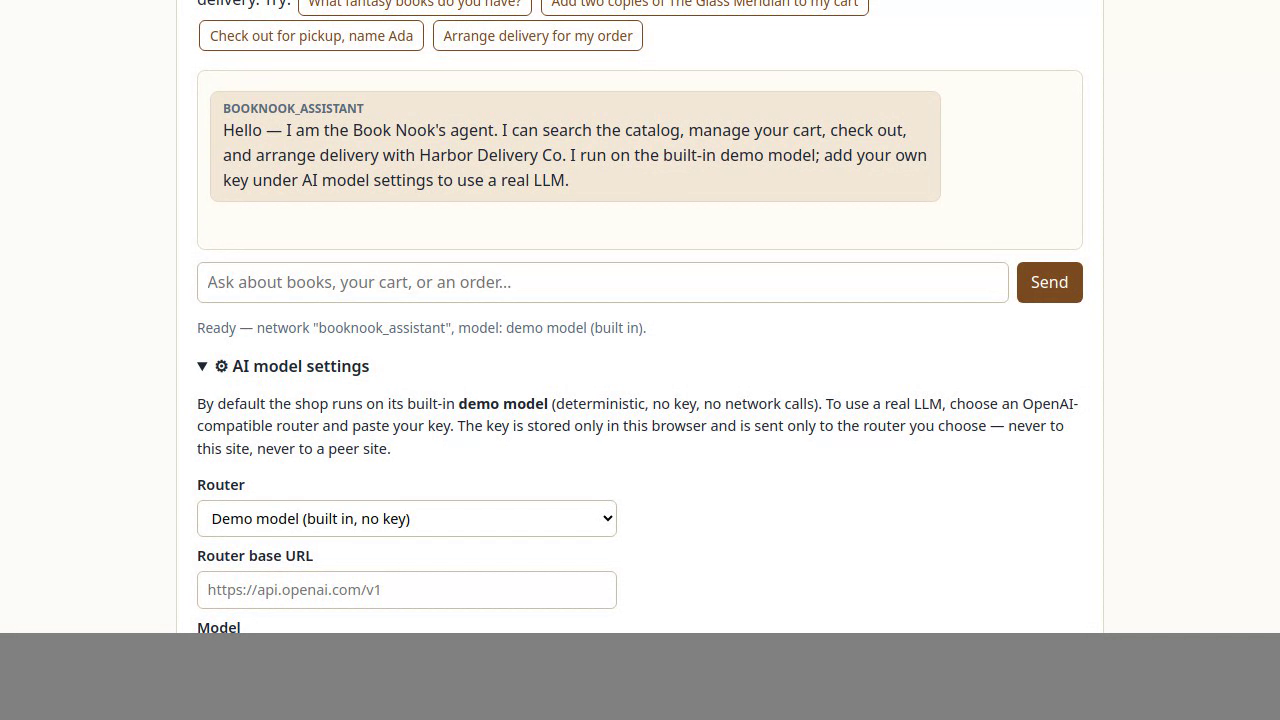 delivery. Try: What fantasy books do you have? Add two copies of The Glass Meridian to my cart
Check out for pickup, name Ada Arrange delivery for my order
BOOKNOOK_ASSISTANT
Hello — I am the Book Nook's agent. I can search the catalog, manage your cart, check out,
and arrange delivery with Harbor Delivery Co. I run on the built-in demo model; add your own
key under AI model settings to use a real LLM.
Ask about books, your cart, or an order...
Send
Ready — network "booknook_assistant", model: demo model (built in).
▼ ⚙ AI model settings
By default the shop runs on its built-in demo model (deterministic, no key, no network calls). To use a real LLM, choose an OpenAI-
compatible router and paste your key. The key is stored only in this browser and is sent only to the router you choose — never to
this site, never to a peer site.
Router
Demo model (built in, no key)
Router base URL
https://api.openai.com/v1
Model